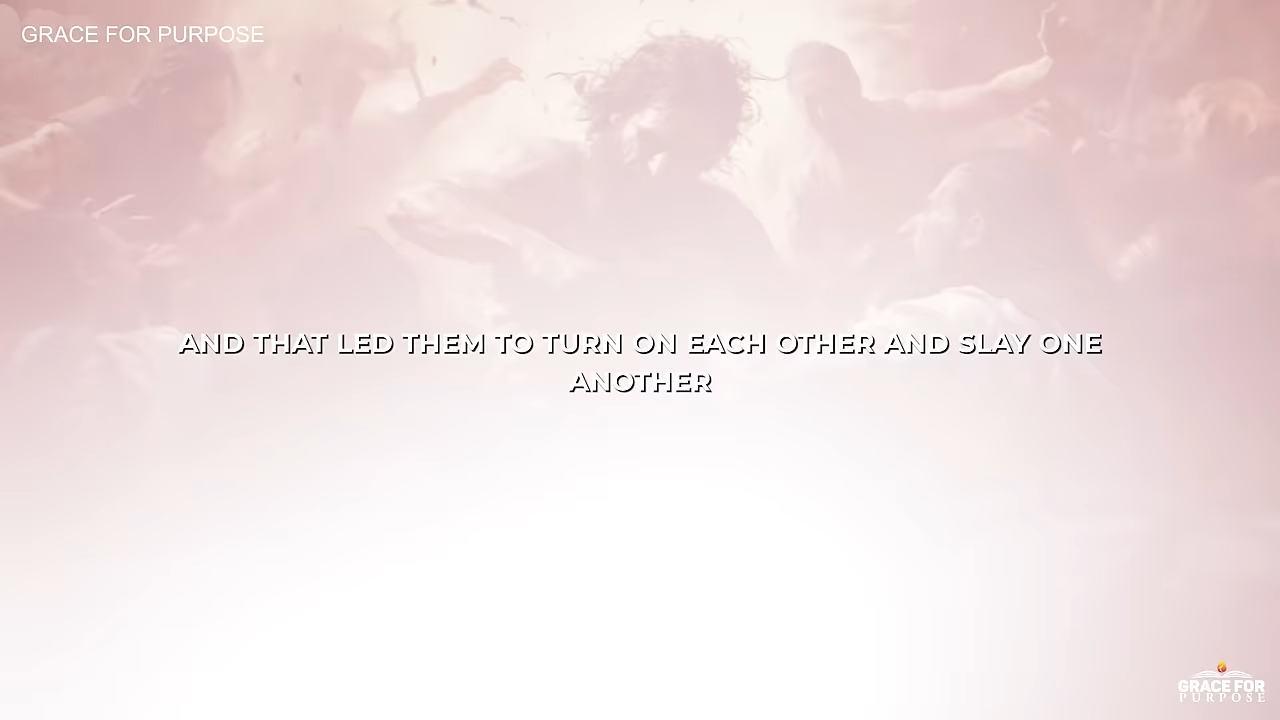 GRACE FOR PURPOSE
AND THAT LED THEM TO TURN ON EACH OTHER AND SLAY ONE
ANOTHER
GRACE FOR
PURPOSE